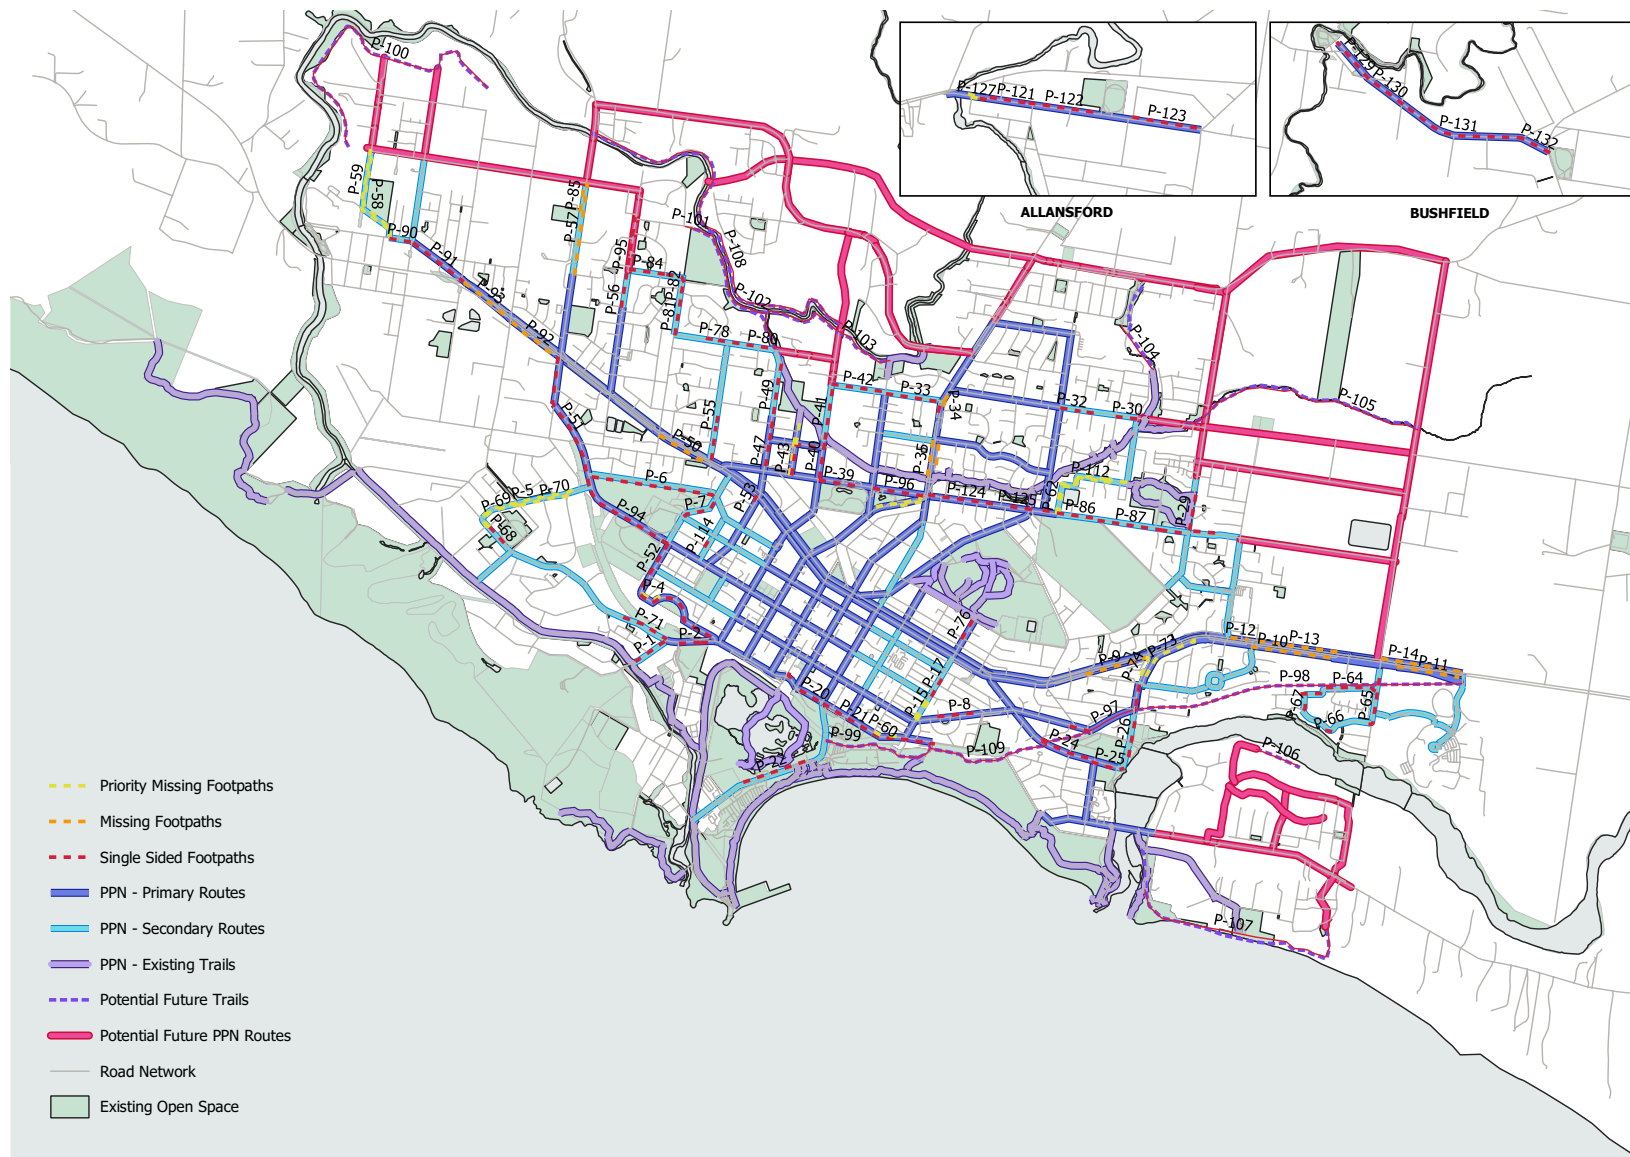 P-100
P-127
P-121
P-122
P-123
ALLANSFORD
P-129
P-130
P-131
P-132
BUSHFIELD
P-59
P-58
P-90
P-91
P-93
P-92
P-85
P-57
P-95
P-84
P-56
P-82
P-81
P-101
P-108
P-102
P-103
P-104
P-105
P-78
P-80
P-55
P-49
P-42
P-33
P-41
P-34
P-32
P-30
P-51
P-50
P-47
P-43
P-40
P-39
P-35
P-96
P-124
P-125
P-62
P-112
P-86
P-87
P-29
P-6
P-7
P-53
P-69
P-5
P-70
P-68
P-94
P-114
P-52
P-4
P-71
P-1
P-2
P-76
P-17
P-15
P-20
P-21
P-60
P-99
P-22
P-8
P-109
P-97
P-24
P-25
P-26
P-9
P-74
P-73
P-12
P-10
P-13
P-14
P-11
P-98
P-64
P-67
P-65
P-66
P-106
P-107
Priority Missing Footpaths
Missing Footpaths
Single Sided Footpaths
PPN - Primary Routes
PPN - Secondary Routes
PPN - Existing Trails
Potential Future Trails
Potential Future PPN Routes
Road Network
Existing Open Space